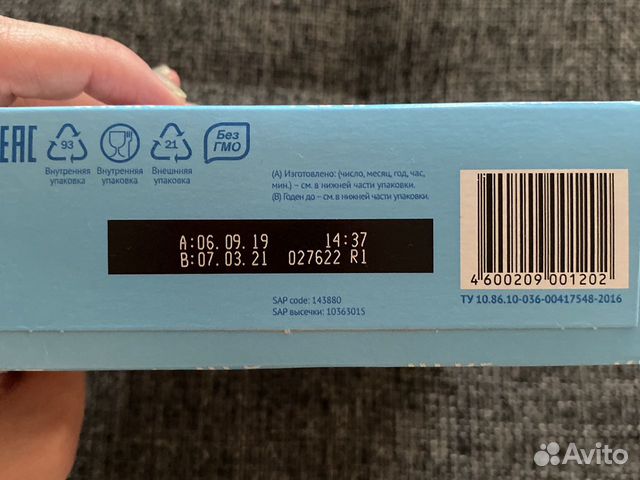 EAC
93
21
Без
ГМО
Внутренняя
упаковка
Внутренняя
упаковка
Внешняя
упаковка
(А) Изготовлено: (число, месяц, год, час,
мин.) – см. в нижней части упаковки.
(В) Годен до – см. в нижней части упаковки.
A:06.09.19 14:37
B:07.03.21 027622 R1
4 600209 001202
SAP code: 143880
SAP высечки: 1036301S
ТУ 10.86.10-036-00417548-2016
Avito